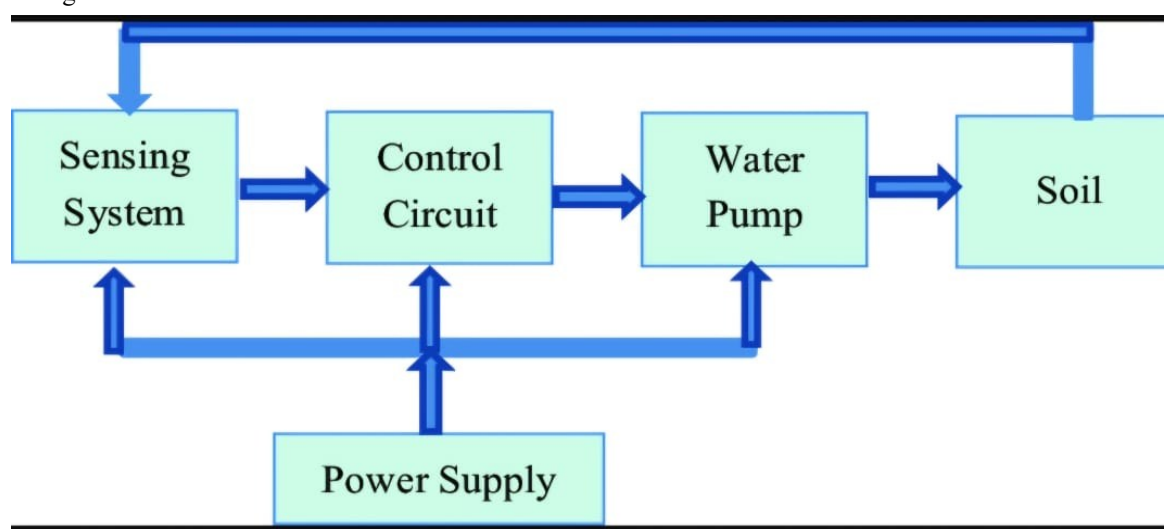 Sensing
System
Control
Circuit
Water
Pump
Soil
Power Supply